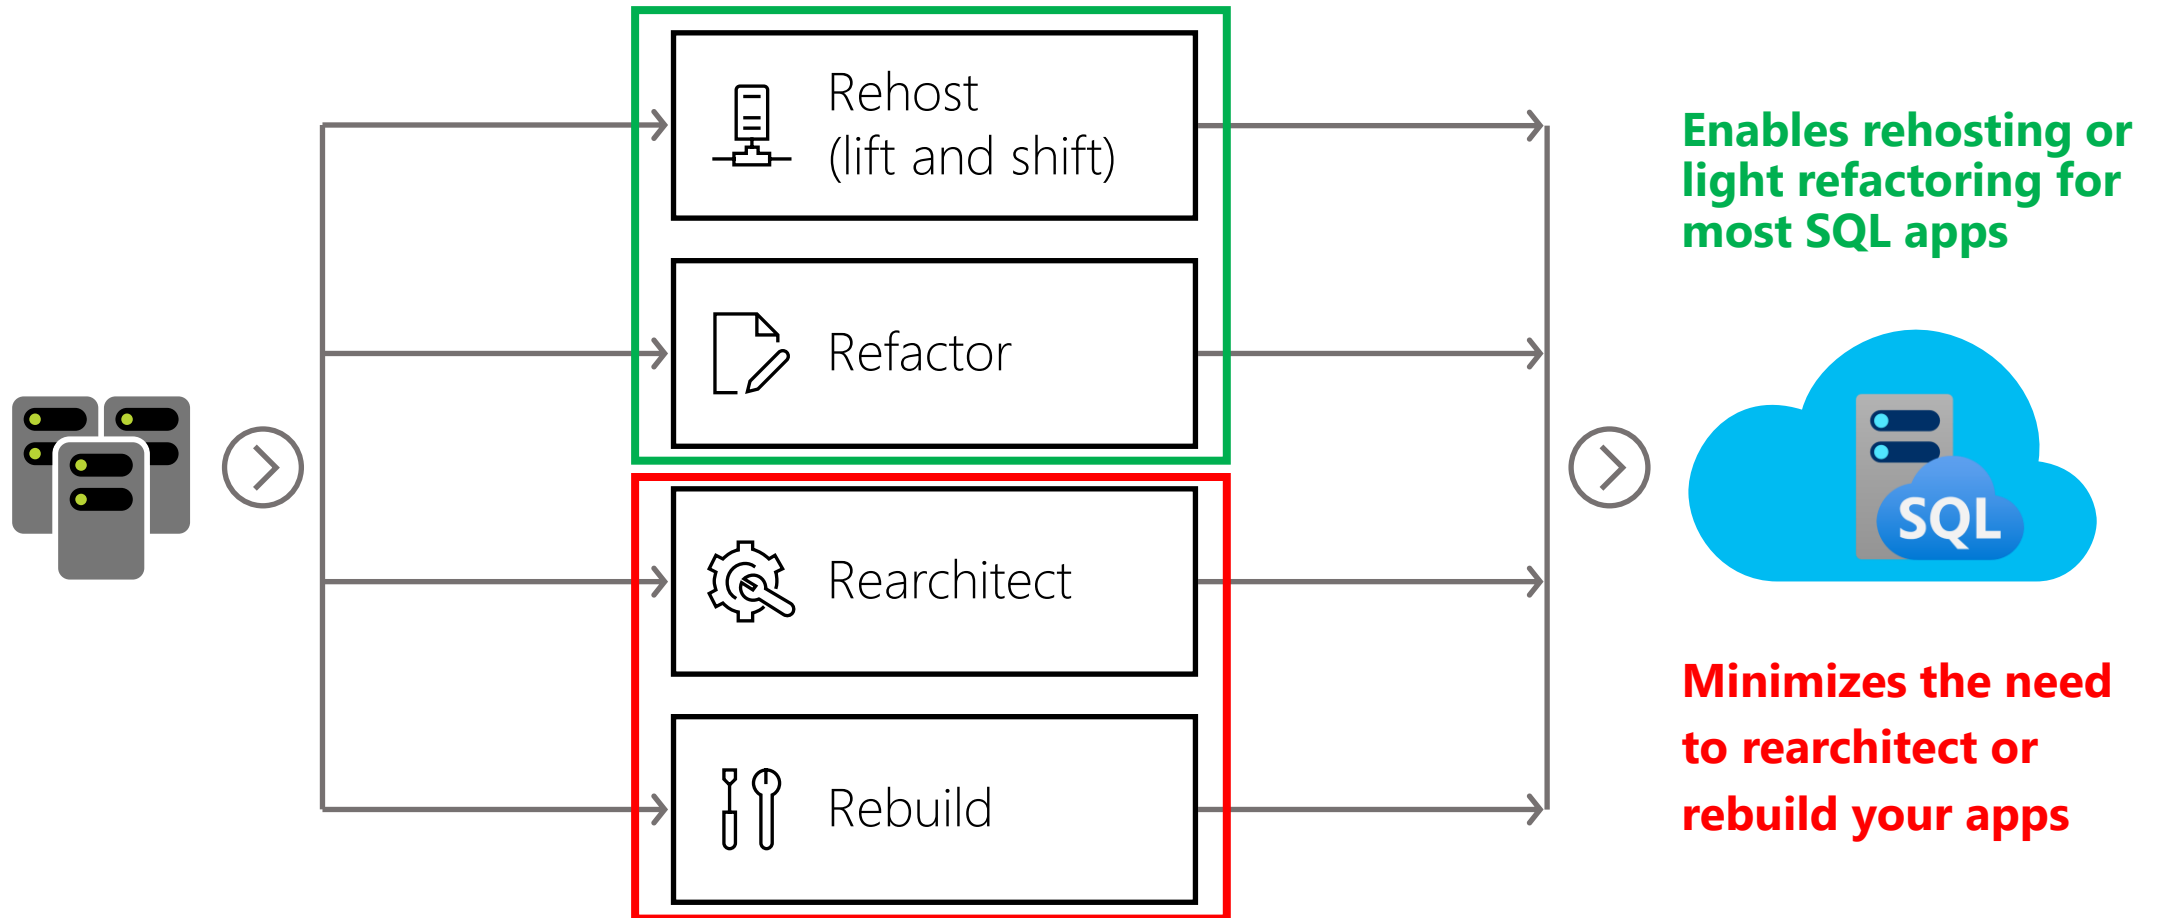 Rehost
(lift and shift)
Refactor
Rearchitect
Rebuild
Enables rehosting or
light refactoring for
most SQL apps
SQL
Minimizes the need
to rearchitect or
rebuild your apps